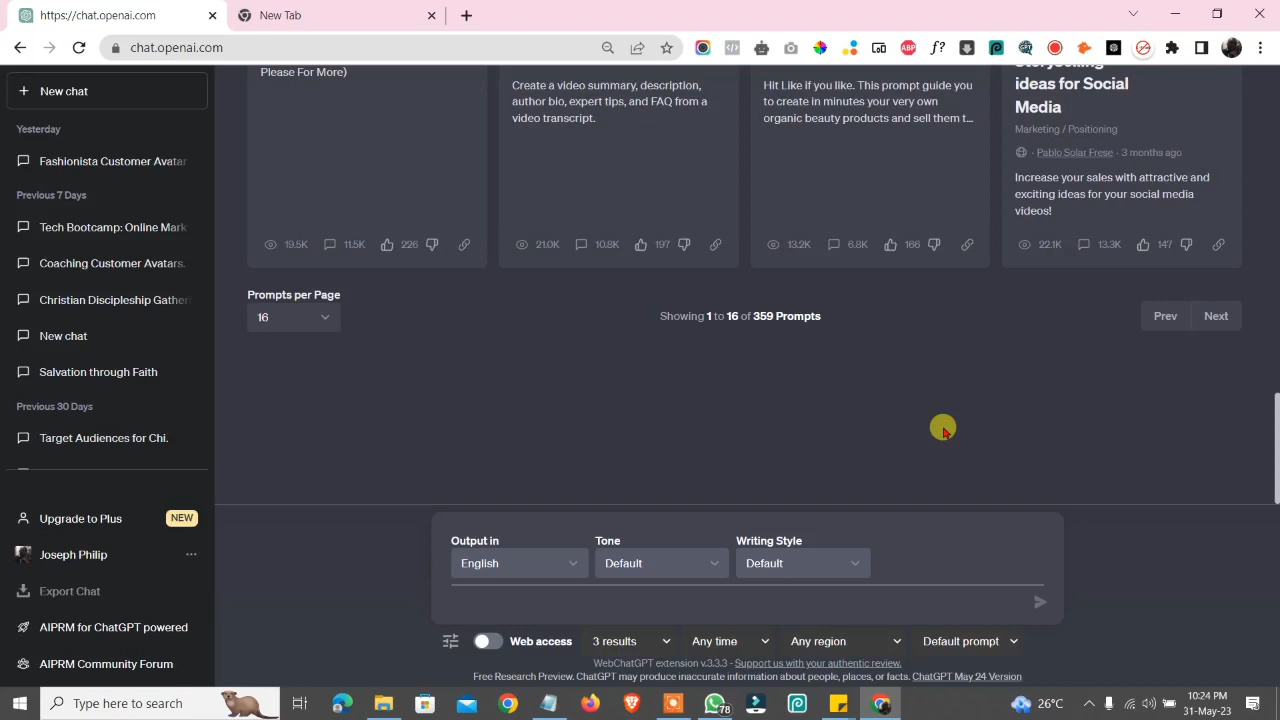 https://chat.openai.com
New Tab
chat.openai.com
New chat
Yesterday
Fashionista Customer Avatar
Previous 7 Days
Tech Bootcamp: Online Mark
Coaching Customer Avatars.
Christian Discipleship Gather
New chat
Salvation through Faith
Previous 30 Days
Target Audiences for Chi.
Upgrade to Plus
NEW
Joseph Philip
Export Chat
AIPRM for ChatGPT powered
AIPRM Community Forum
Please For More)
19.5K 11.5K 226
Create a video summary, description,
author bio, expert tips, and FAQ from a
video transcript.
21.0K 10.8K 197
Hit Like if you like. This prompt guide you
to create in minutes your very own
organic beauty products and sell them t...
13.2K 6.8K 166
Storytelling
ideas for Social
Media
Marketing / Positioning
· Pablo Solar Frese · 3 months ago
Increase your sales with attractive and
exciting ideas for your social media
videos!
22.1K 13.3K 147
Prompts per Page
16
Showing 1 to 16 of 359 Prompts
Prev Next
Output in Tone Writing Style
English Default Default
Web access 3 results Any time Any region Default prompt
WebChatGPT extension v.3.3.3 - Support us with your authentic review.
Free Research Preview. ChatGPT may produce inaccurate information about people, places, or facts. ChatGPT May 24 Version
Type here to search
78
26°C
10:24 PM
31-May-23